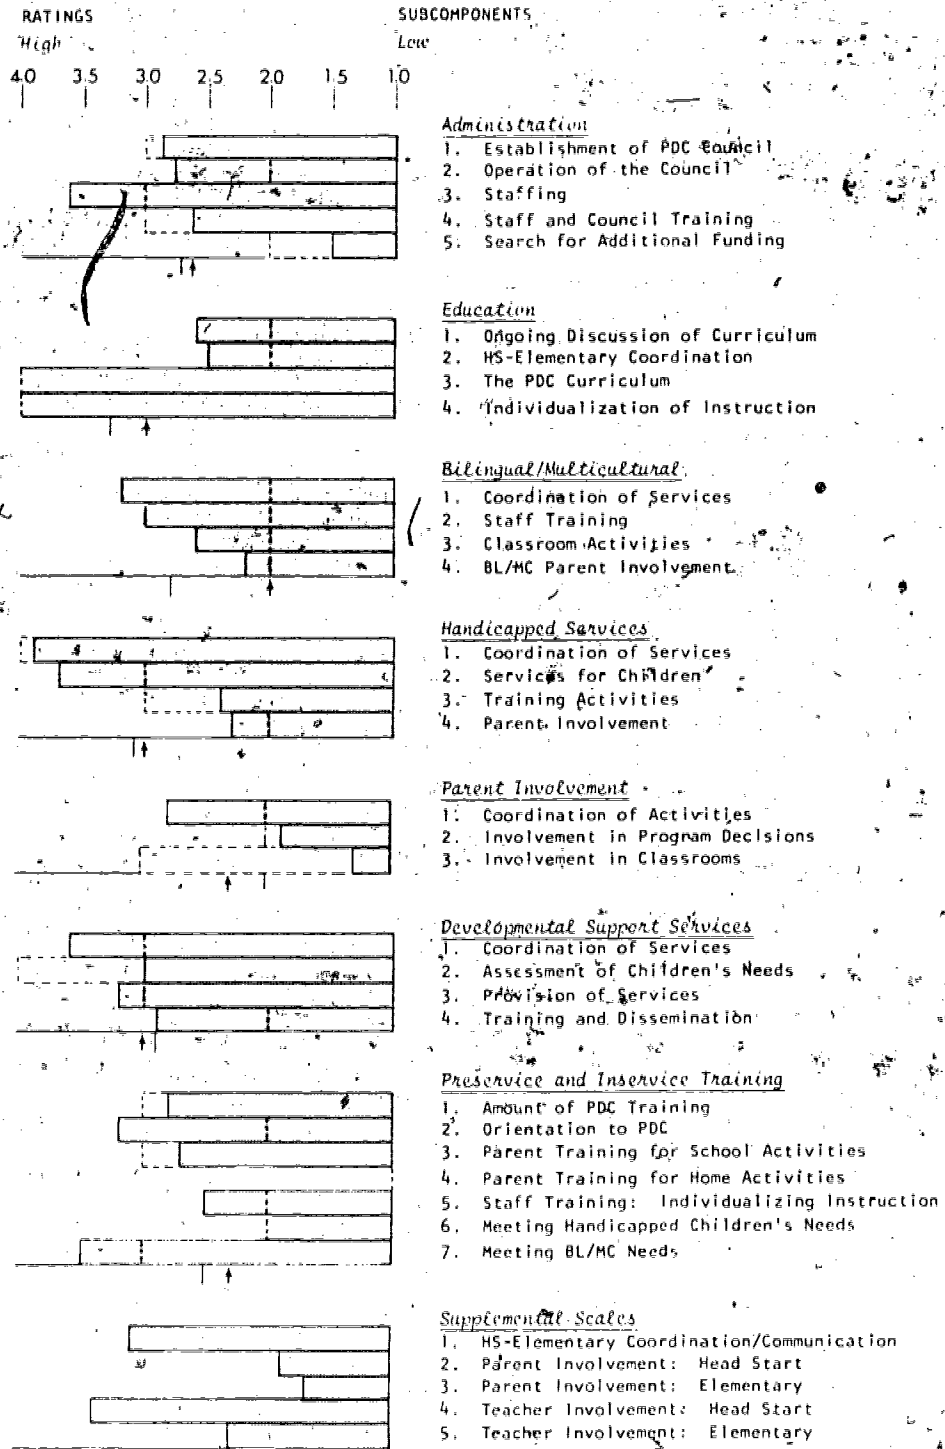 RATINGS SUBCOMPONENTS
High Low
4.0 3.5 3.0 2.5 2.0 1.5 1.0
Administration
1. Establishment of PDC Council
2. Operation of the Council
3. Staffing
4. Staff and Council Training
5. Search for Additional Funding
Education
1. Ongoing Discussion of Curriculum
2. HS-Elementary Coordination
3. The PDC Curriculum
4. Individualization of Instruction
Bilingual/Multicultural
1. Coordination of Services
2. Staff Training
3. Classroom Activities
4. BL/MC Parent Involvement
Handicapped Services
1. Coordination of Services
2. Services for Children
3. Training Activities
4. Parent Involvement
Parent Involvement
1. Coordination of Activities
2. Involvement in Program Decisions
3. Involvement in Classrooms
Developmental Support Services
1. Coordination of Services
2. Assessment of Children's Needs
3. Provision of Services
4. Training and Dissemination
Preservice and Inservice Training
1. Amount of PDC Training
2. Orientation to PDC
3. Parent Training for School Activities
4. Parent Training for Home Activities
5. Staff Training: Individualizing Instruction
6. Meeting Handicapped Children's Needs
7. Meeting BL/MC Needs
Supplemental Scales
1. HS-Elementary Coordination/Communication
2. Parent Involvement: Head Start
3. Parent Involvement: Elementary
4. Teacher Involvement: Head Start
5. Teacher Involvement: Elementary